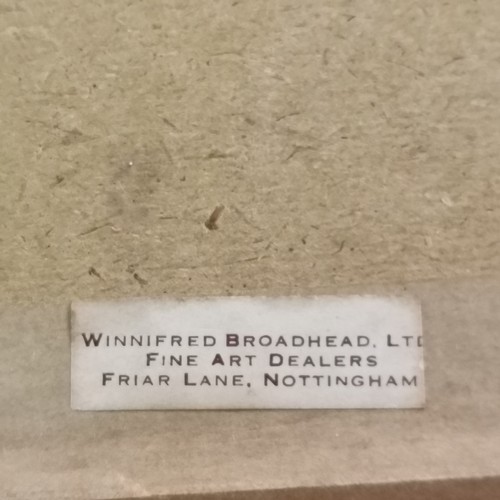 WINNIFRED BROADHEAD, LTD
FINE ART DEALERS
FRIAR LANE, NOTTINGHAM